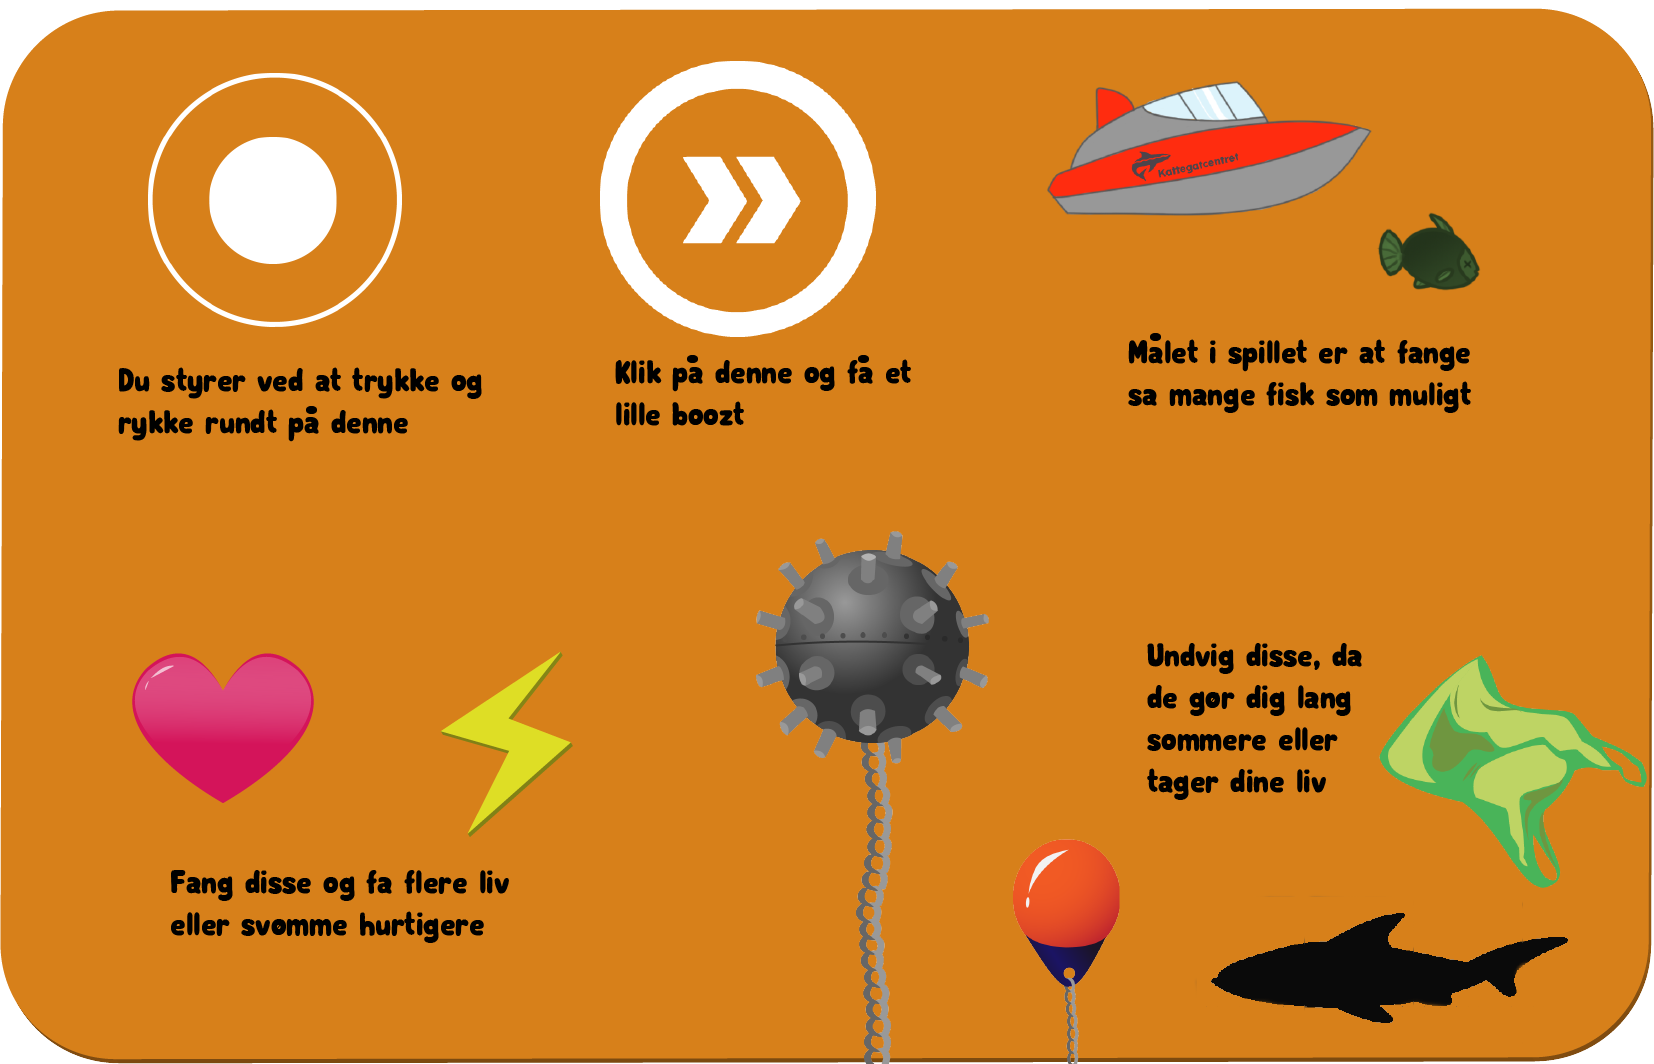 Kattegatcentret
Du styrer ved at trykke og
rykke rundt på denne
Klik på denne og få et
lille boozt
Målet i spillet er at fange
sa mange fisk som muligt
Fang disse og fa flere liv
eller svømme hurtigere
Undvig disse, da
de gør dig lang
sommere eller
tager dine liv